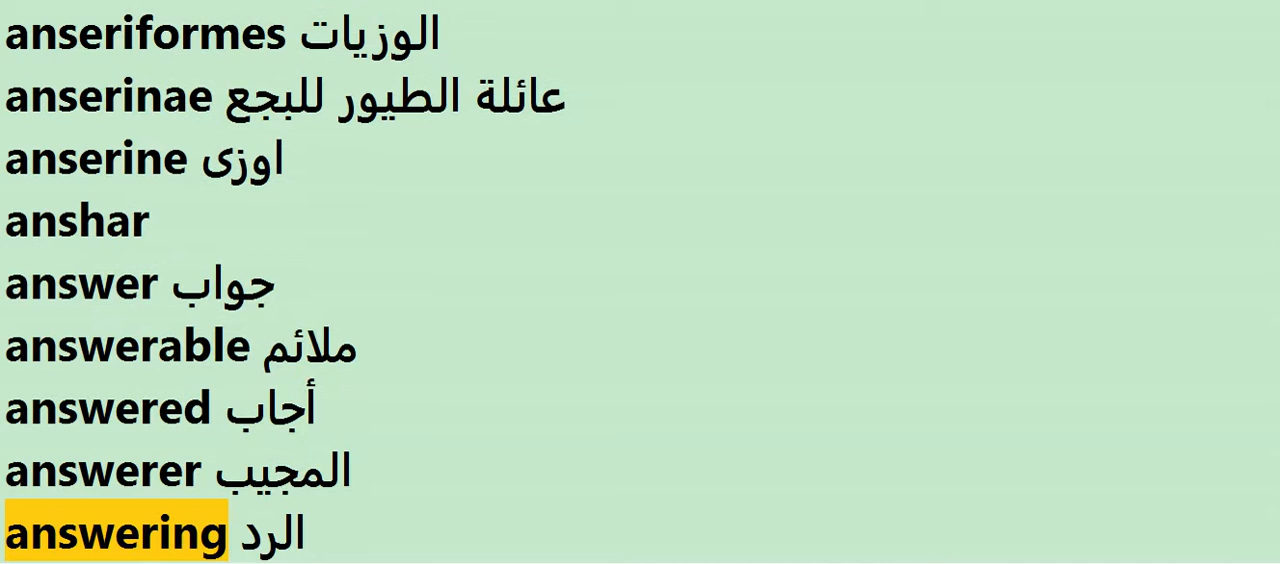 anseriformes الوزيات
anserinae عائلة الطيور للبجع
anserine اوزى
anshar
answer جواب
answerable ملائم
answered أجاب
answerer المجيب
answering الرد